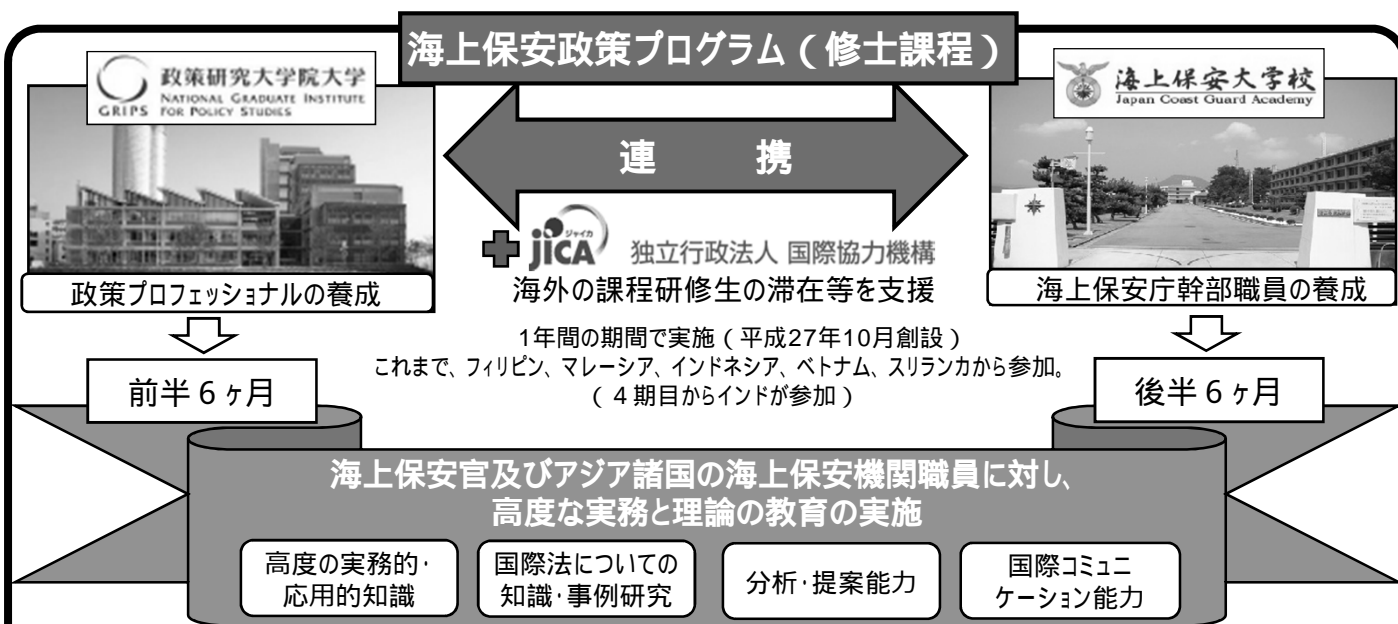 海上保安政策プログラム（修士課程）
政策研究大学院大学
NATIONAL GRADUATE INSTITUTE
FOR POLICY STUDIES
GRIPS
海上保安大学校
Japan Coast Guard Academy
連　携
ジャイカ
jICA
独立行政法人 国際協力機構
海外の課程研修生の滞在等を支援
政策プロフェッショナルの養成
海上保安庁幹部職員の養成
1年間の期間で実施（平成27年10月創設）
これまで、フィリピン、マレーシア、インドネシア、ベトナム、スリランカから参加。
（４期目からインドが参加）
前半６ヶ月
後半６ヶ月
海上保安官及びアジア諸国の海上保安機関職員に対し、
高度な実務と理論の教育の実施
高度の実務的・
応用的知識
国際法についての
知識・事例研究
分析・提案能力
国際コミュニ
ケーション能力